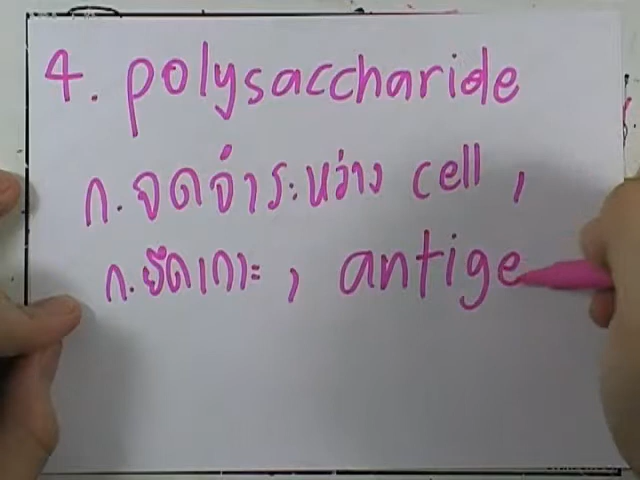 4. polysaccharide
ก. จดจำระหว่าง cell ,
ก. ยึดเกาะ , antige